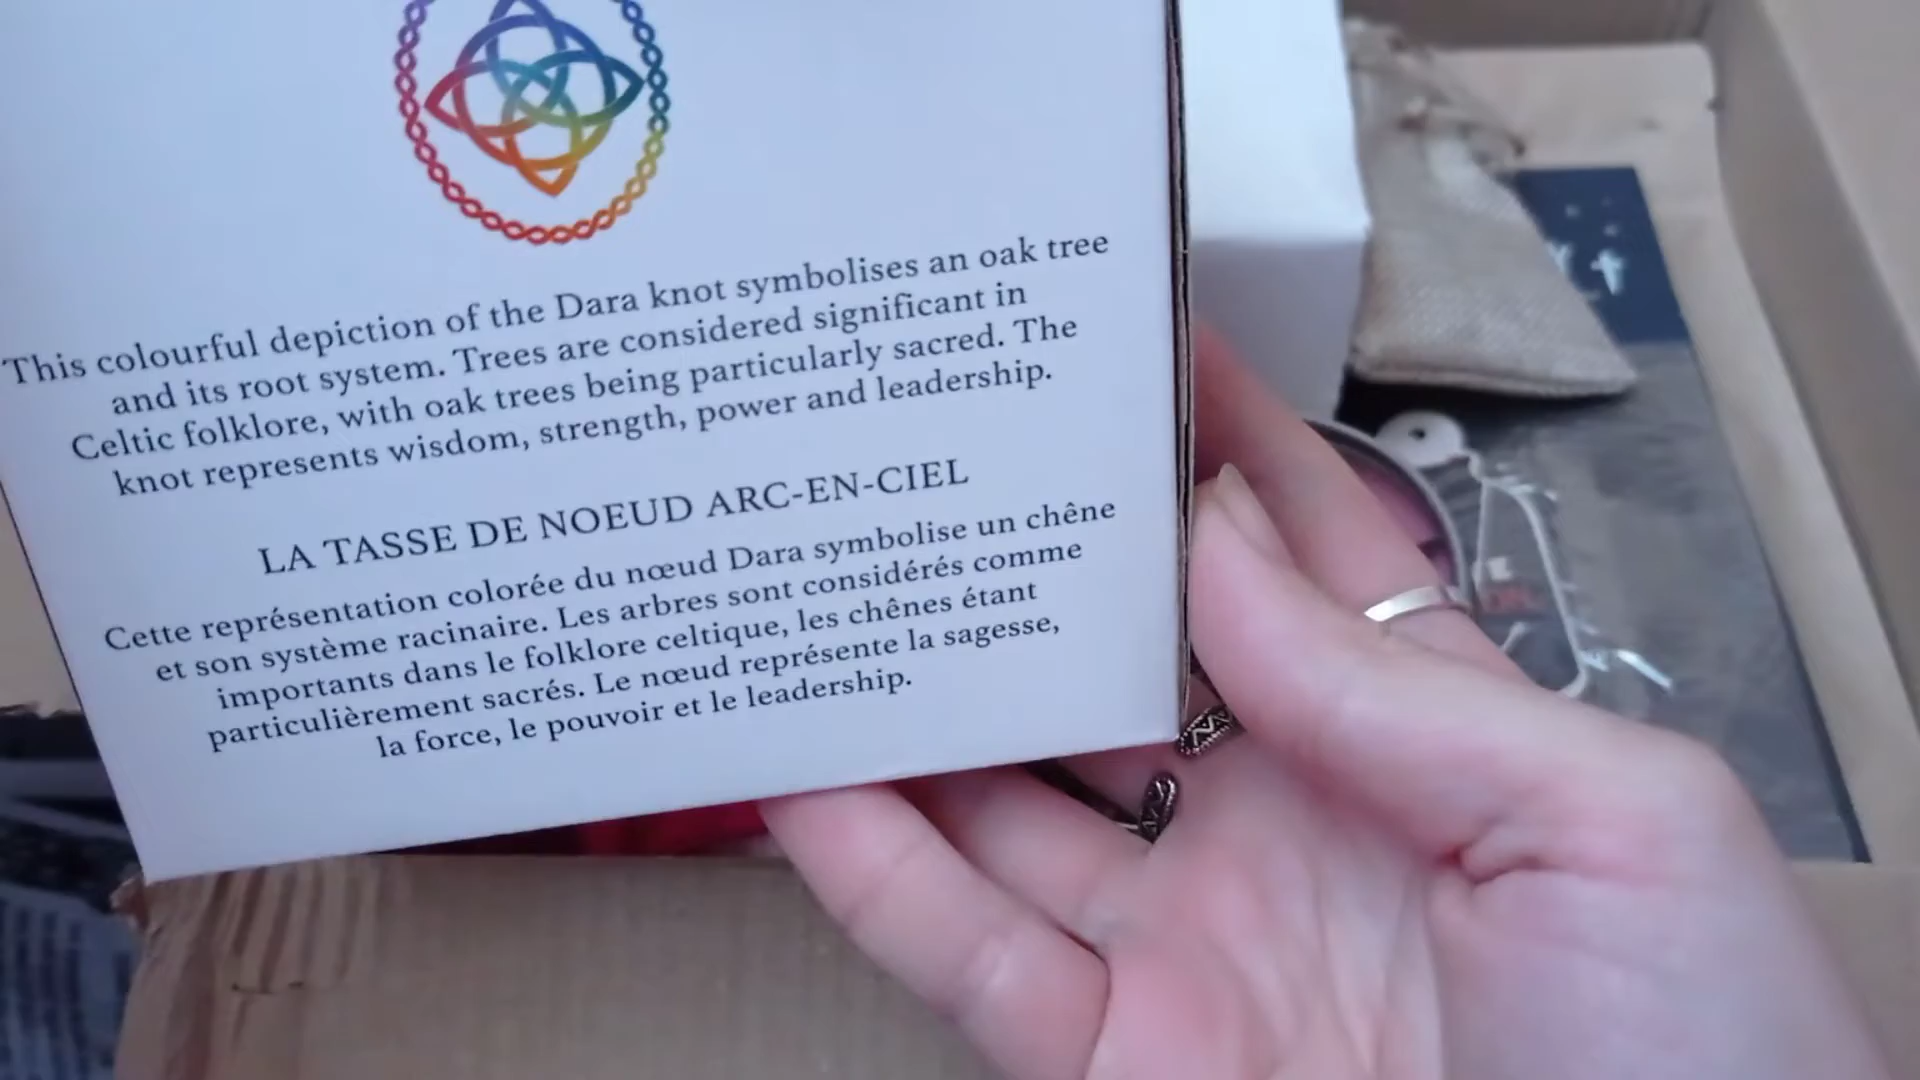 This colourful depiction of the Dara knot symbolises an oak tree
and its root system. Trees are considered significant in
Celtic folklore, with oak trees being particularly sacred. The
knot represents wisdom, strength, power and leadership.
LA TASSE DE NOEUD ARC-EN-CIEL
Cette représentation colorée du nœud Dara symbolise un chêne
et son système racinaire. Les arbres sont considérés comme
importants dans le folklore celtique, les chênes étant
particulièrement sacrés. Le nœud représente la sagesse,
la force, le pouvoir et le leadership.